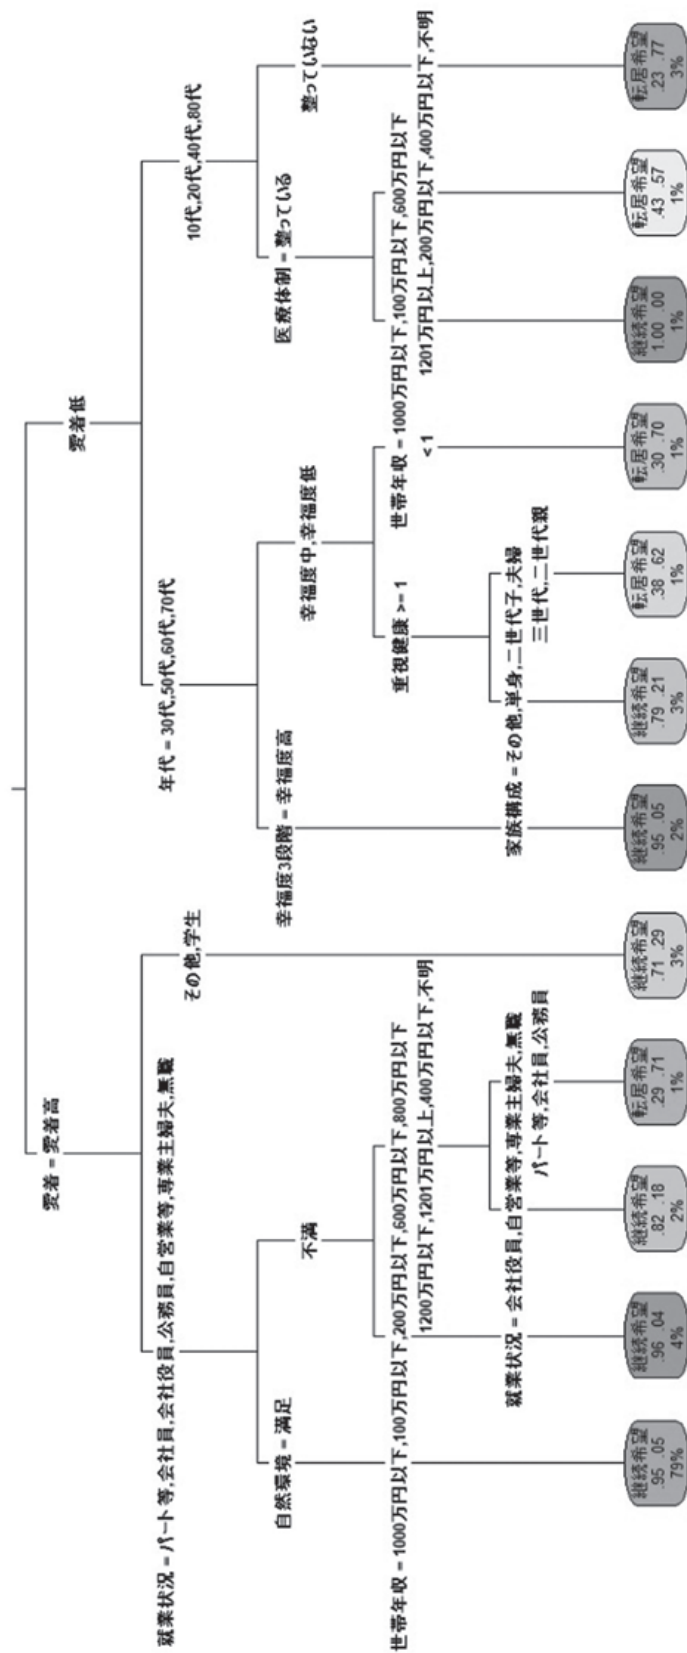 愛着 = 愛着高
愛着低
就業状況 = パート等,会社員,会社役員,公務員,自営業等,専業主婦夫,無職
その他,学生
年代 = 30代,50代,60代,70代
10代,20代,40代,80代
自然環境 = 満足
不満
幸福度3段階 = 幸福度高
幸福度中,幸福度低
医療体制 = 整っている
整っていない
世帯年収 = 1000万円以下,100万円以下,200万円以下,600万円以下,800万円以下
1200万円以下,1201万円以上,400万円以下,不明
重視健康 >= 1
< 1
世帯年収 = 1000万円以下,100万円以下,600万円以下
1201万円以上,200万円以下,400万円以下,不明
就業状況 = 会社役員,自営業等,専業主婦夫,無職
パート等,会社員,公務員
家族構成 = その他,単身,二世代子,夫婦
三世代,二世代親
継続希望
.95 .05
79%
継続希望
.96 .04
4%
継続希望
.82 .18
2%
転居希望
.29 .71
1%
継続希望
.71 .29
3%
継続希望
.95 .05
2%
継続希望
.79 .21
3%
転居希望
.38 .62
1%
転居希望
.30 .70
1%
継続希望
1.00 .00
1%
転居希望
.43 .57
1%
転居希望
.23 .77
3%